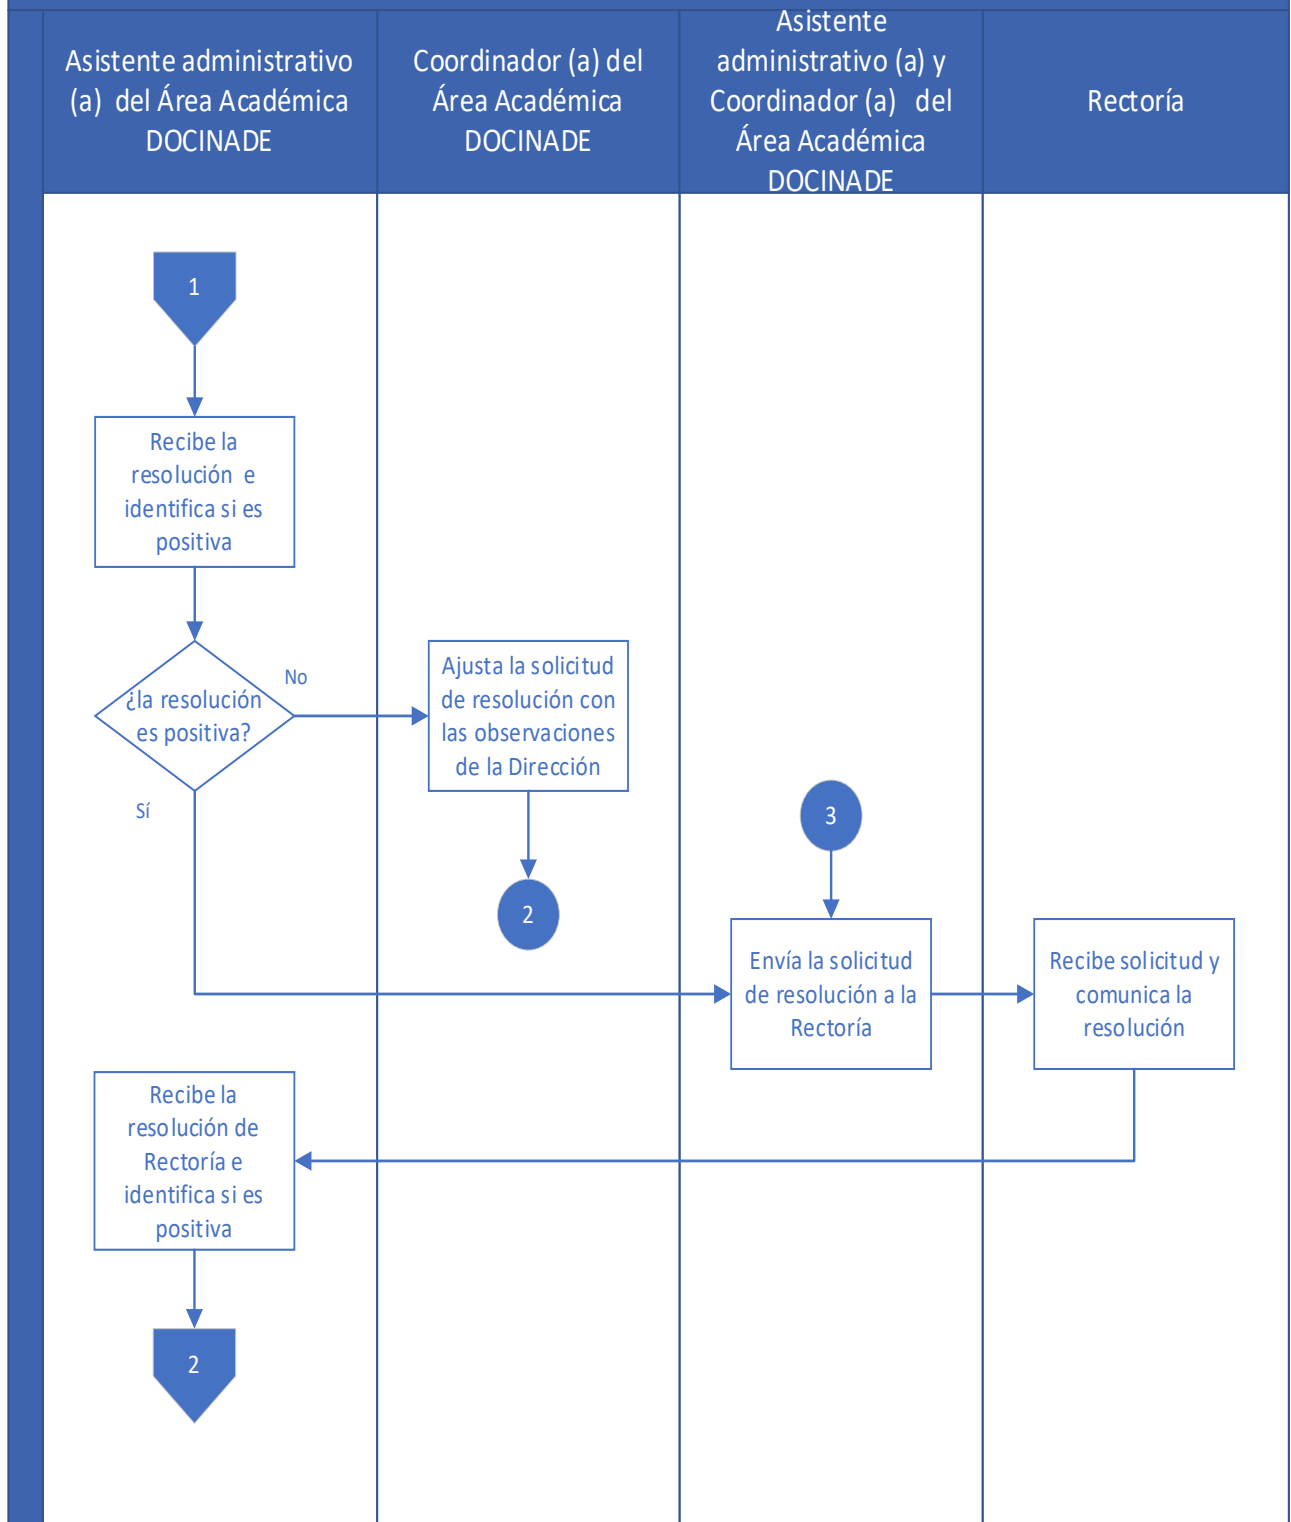 Asistente administrativo
(a) del Área Académica
DOCINADE
Coordinador (a) del
Área Académica
DOCINADE
Asistente
administrativo (a) y
Coordinador (a) del
Área Académica
DOCINADE
Rectoría
1
Recibe la
resolución e
identifica si es
positiva
¿la resolución
es positiva?
No
Sí
Ajusta la solicitud
de resolución con
las observaciones
de la Dirección
2
3
Envía la solicitud
de resolución a la
Rectoría
Recibe solicitud y
comunica la
resolución
Recibe la
resolución de
Rectoría e
identifica si es
positiva
2